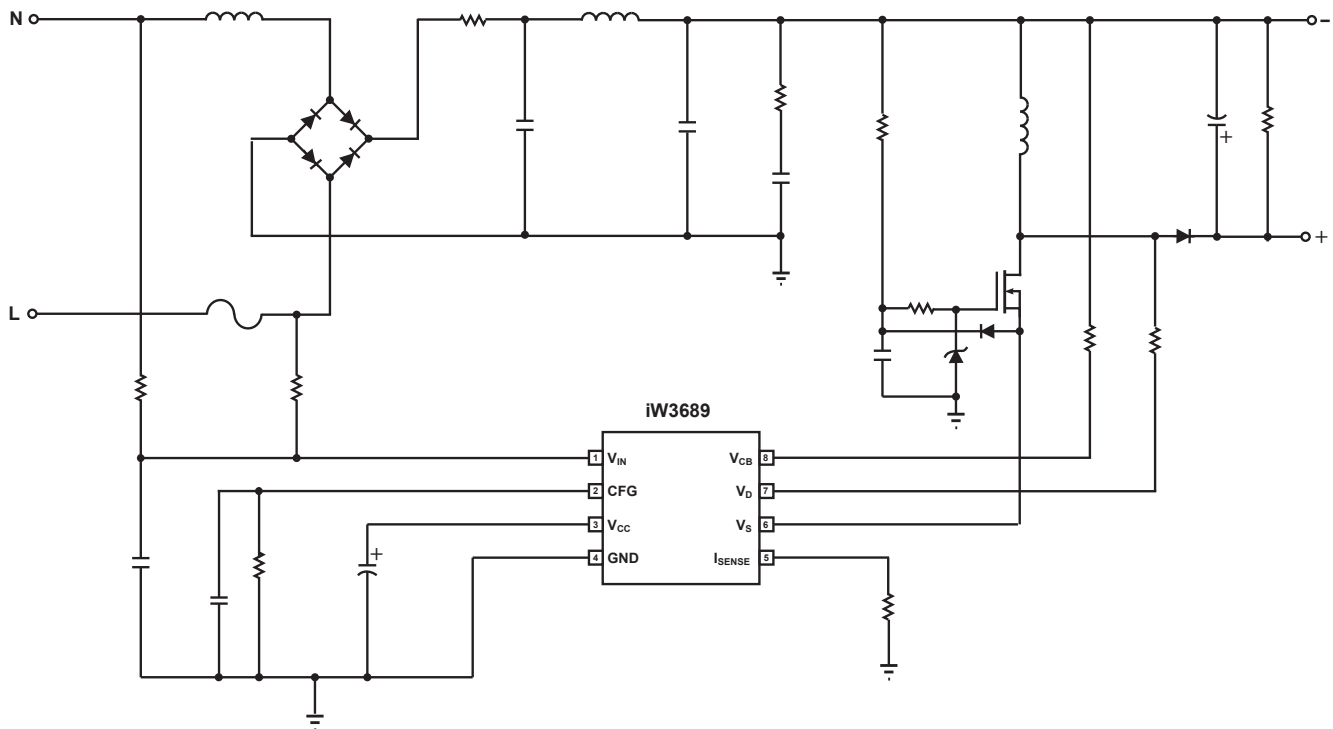 N
−
+
+
L
iW3689
1 VIN VCB 8
2 CFG VD 7
3 VCC VS 6
+
4 GND ISENSE 5